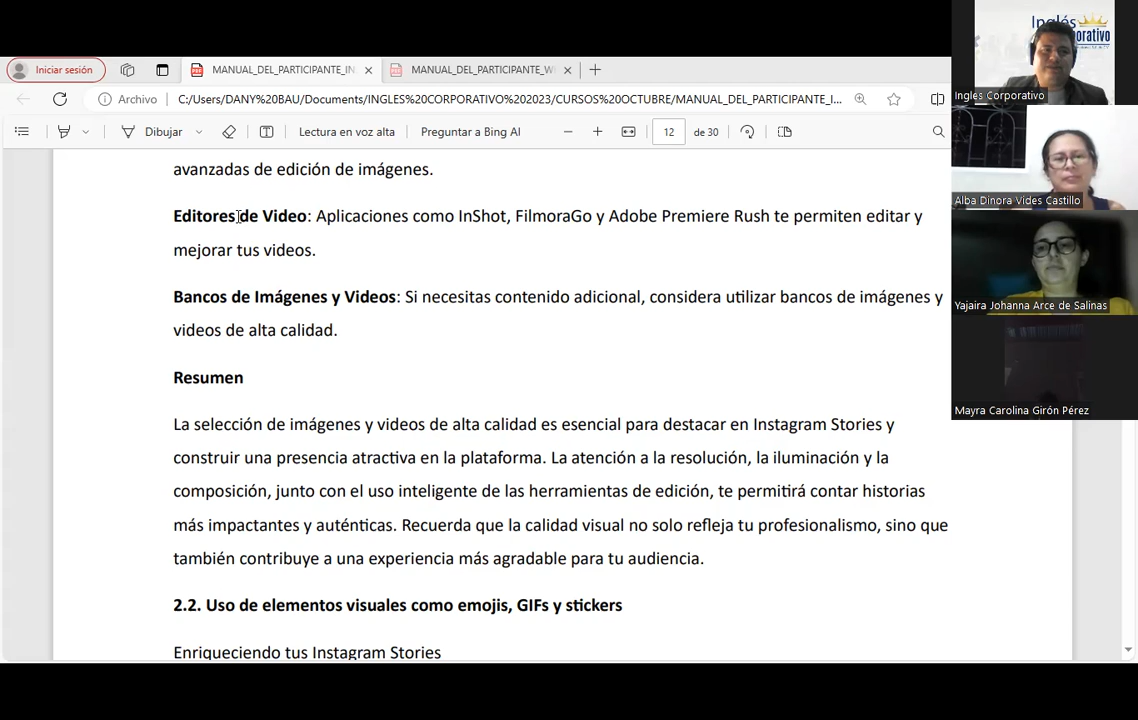 Inglés
Corporativo
Ingles Corporativo
Iniciar sesión
MANUAL_DEL_PARTICIPANTE_IN
MANUAL_DEL_PARTICIPANTE_W
Archivo
C:/Users/DANY%20BAU/Documents/INGLES%20CORPORATIVO%202023/CURSOS%20OCTUBRE/MANUAL_DEL_PARTICIPANTE_I...
Dibujar
Lectura en voz alta
Preguntar a Bing AI
12
de 30
avanzadas de edición de imágenes.
Editores de Video: Aplicaciones como InShot, FilmoraGo y Adobe Premiere Rush te permiten editar y
mejorar tus videos.
Bancos de Imágenes y Videos: Si necesitas contenido adicional, considera utilizar bancos de imágenes y
videos de alta calidad.
Resumen
La selección de imágenes y videos de alta calidad es esencial para destacar en Instagram Stories y
construir una presencia atractiva en la plataforma. La atención a la resolución, la iluminación y la
composición, junto con el uso inteligente de las herramientas de edición, te permitirá contar historias
más impactantes y auténticas. Recuerda que la calidad visual no solo refleja tu profesionalismo, sino que
también contribuye a una experiencia más agradable para tu audiencia.
2.2. Uso de elementos visuales como emojis, GIFs y stickers
Enriqueciendo tus Instagram Stories
Alba Dinora Vides Castillo
Yajaira Johanna Arce de Salinas
Mayra Carolina Girón Pérez